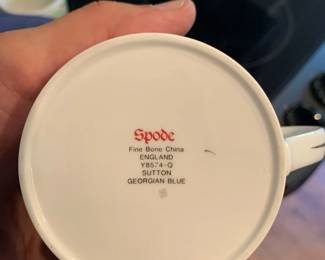 Spode
Fine Bone China
ENGLAND
Y8574-Q
SUTTON
GEORGIAN BLUE